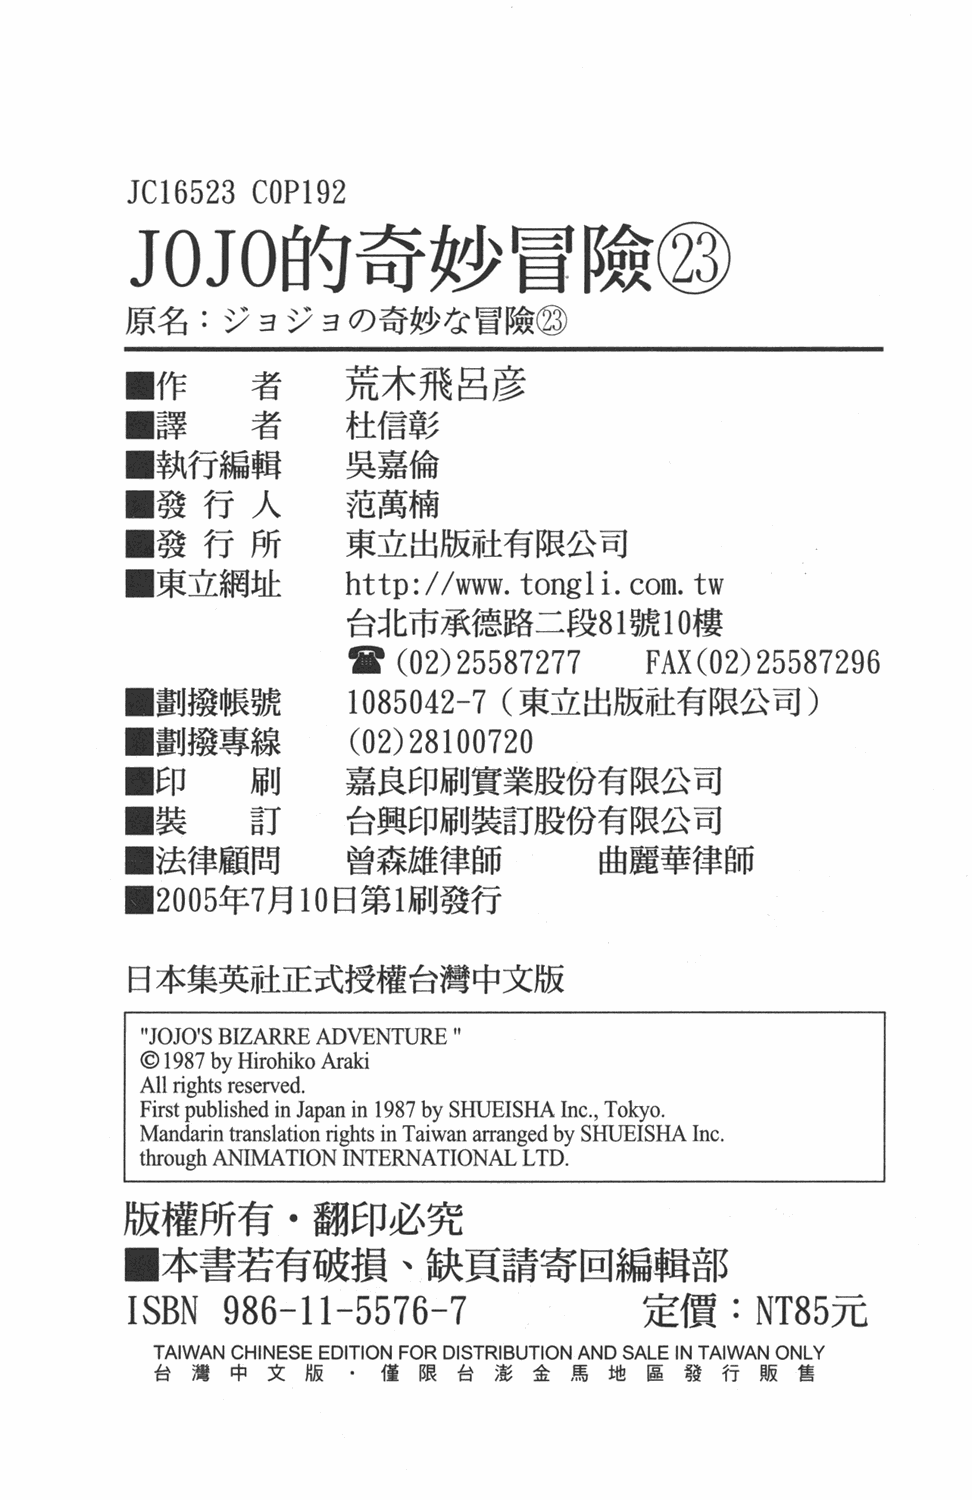 JC16523 COP192
JOJO的奇妙冒險㉓
原名：ジョジョの奇妙な冒險㉓
■作　者　荒木飛呂彦
■譯　者　杜信彰
■執行編輯　吳嘉倫
■發行人　范萬楠
■發行所　東立出版社有限公司
■東立網址　http://www.tongli.com.tw
台北市承德路二段81號10樓
☎(02)25587277　FAX(02)25587296
■劃撥帳號　1085042-7（東立出版社有限公司）
■劃撥專線　(02)28100720
■印　刷　嘉良印刷實業股份有限公司
■裝　訂　台興印刷裝訂股份有限公司
■法律顧問　曾森雄律師　曲麗華律師
■2005年7月10日第1刷發行
日本集英社正式授權台灣中文版
"JOJO'S BIZARRE ADVENTURE "
©1987 by Hirohiko Araki
All rights reserved.
First published in Japan in 1987 by SHUEISHA Inc., Tokyo.
Mandarin translation rights in Taiwan arranged by SHUEISHA Inc.
through ANIMATION INTERNATIONAL LTD.
版權所有・翻印必究
■本書若有破損、缺頁請寄回編輯部
ISBN 986-11-5576-7　定價：NT85元
TAIWAN CHINESE EDITION FOR DISTRIBUTION AND SALE IN TAIWAN ONLY
台灣中文版・僅限台澎金馬地區發行販售